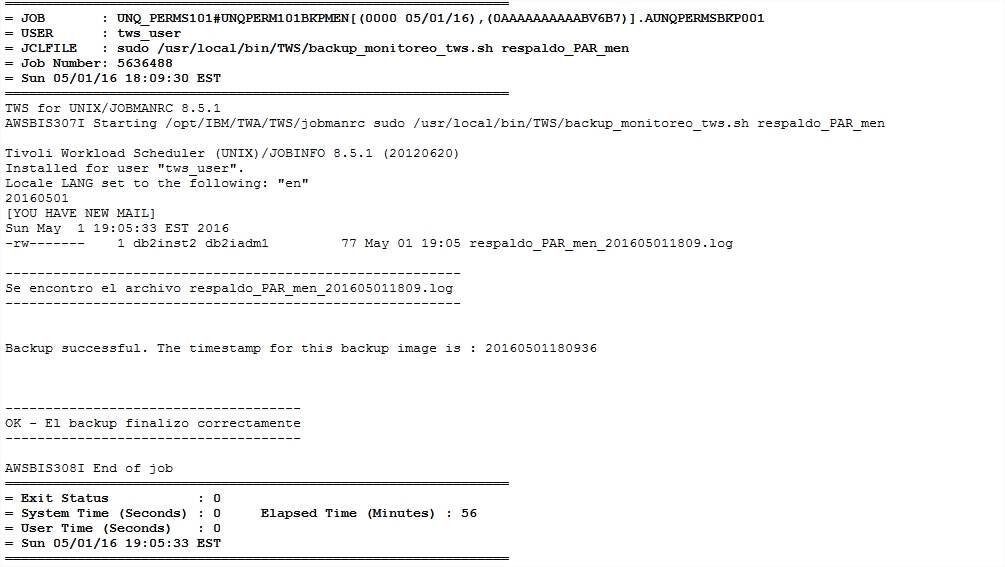 ===============================================================
= JOB       : UNQ_PERMS101#UNQPERM101BKPMEN[(0000 05/01/16),(0AAAAAAAAAABV6B7)].AUNQPERMSBKP001
= USER      : tws_user
= JCLFILE   : sudo /usr/local/bin/TWS/backup_monitoreo_tws.sh respaldo_PAR_men
= Job Number: 5636488
= Sun 05/01/16 18:09:30 EST
===============================================================
TWS for UNIX/JOBMANRC 8.5.1
AWSBIS307I Starting /opt/IBM/TWA/TWS/jobmanrc sudo /usr/local/bin/TWS/backup_monitoreo_tws.sh respaldo_PAR_men
Tivoli Workload Scheduler (UNIX)/JOBINFO 8.5.1 (20120620)
Installed for user "tws_user".
Locale LANG set to the following: "en"
20160501
[YOU HAVE NEW MAIL]
Sun May  1 19:05:33 EST 2016
-rw-------    1 db2inst2 db2iadm1         77 May 01 19:05 respaldo_PAR_men_201605011809.log
---------------------------------------------------------
Se encontro el archivo respaldo_PAR_men_201605011809.log
---------------------------------------------------------
Backup successful. The timestamp for this backup image is : 20160501180936
-------------------------------------
OK - El backup finalizo correctamente
-------------------------------------
AWSBIS308I End of job
===============================================================
= Exit Status           : 0
= System Time (Seconds) : 0     Elapsed Time (Minutes) : 56
= User Time (Seconds)   : 0
= Sun 05/01/16 19:05:33 EST
===============================================================